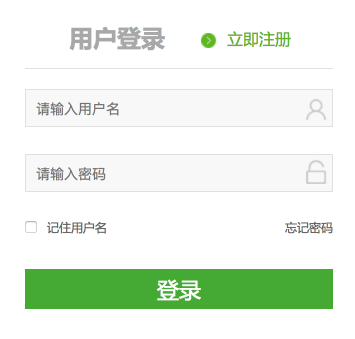 用户登录 立即注册
请输入用户名
请输入密码
记住用户名 忘记密码
登录